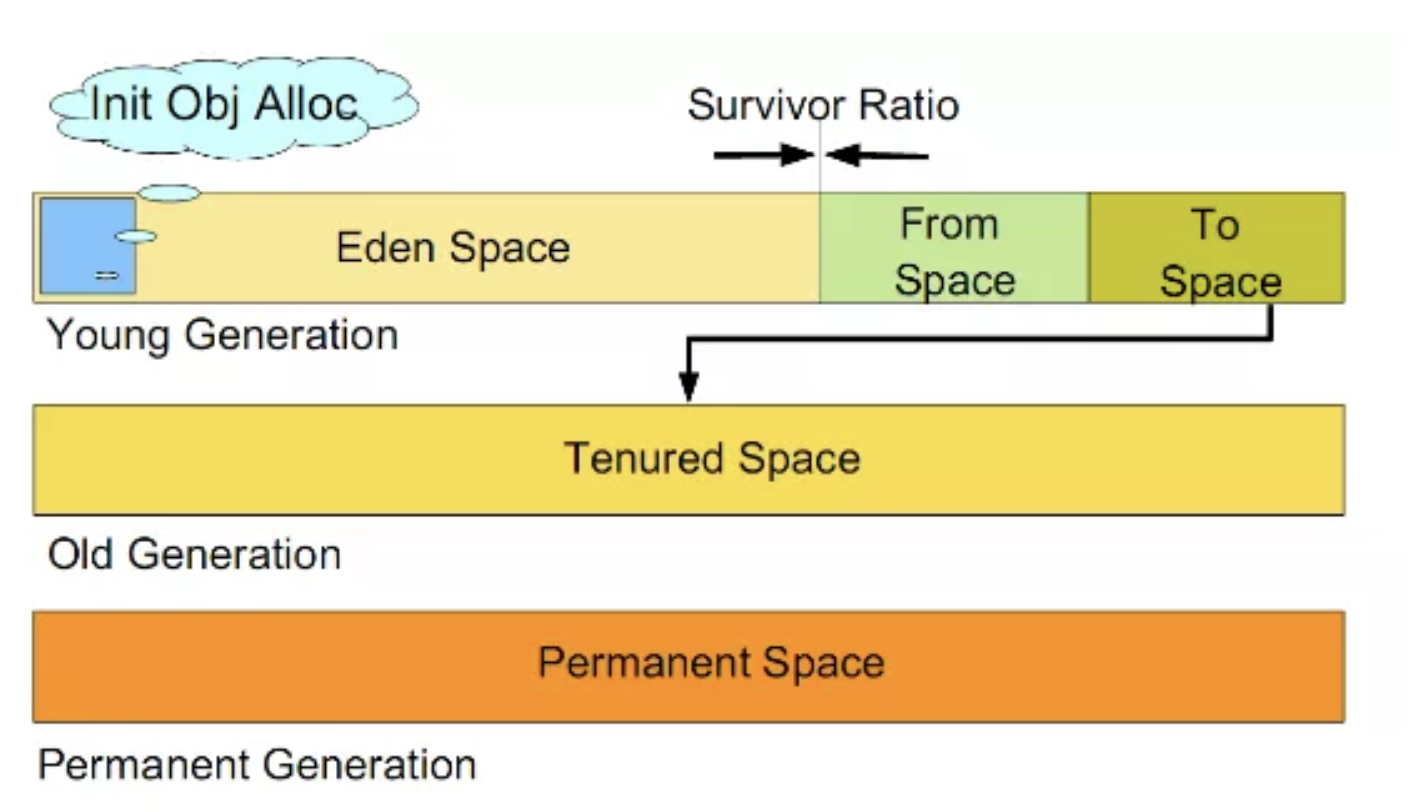 Init Obj Alloc
Survivor Ratio
Eden Space
From
Space
To
Space
Young Generation
Tenured Space
Old Generation
Permanent Space
Permanent Generation